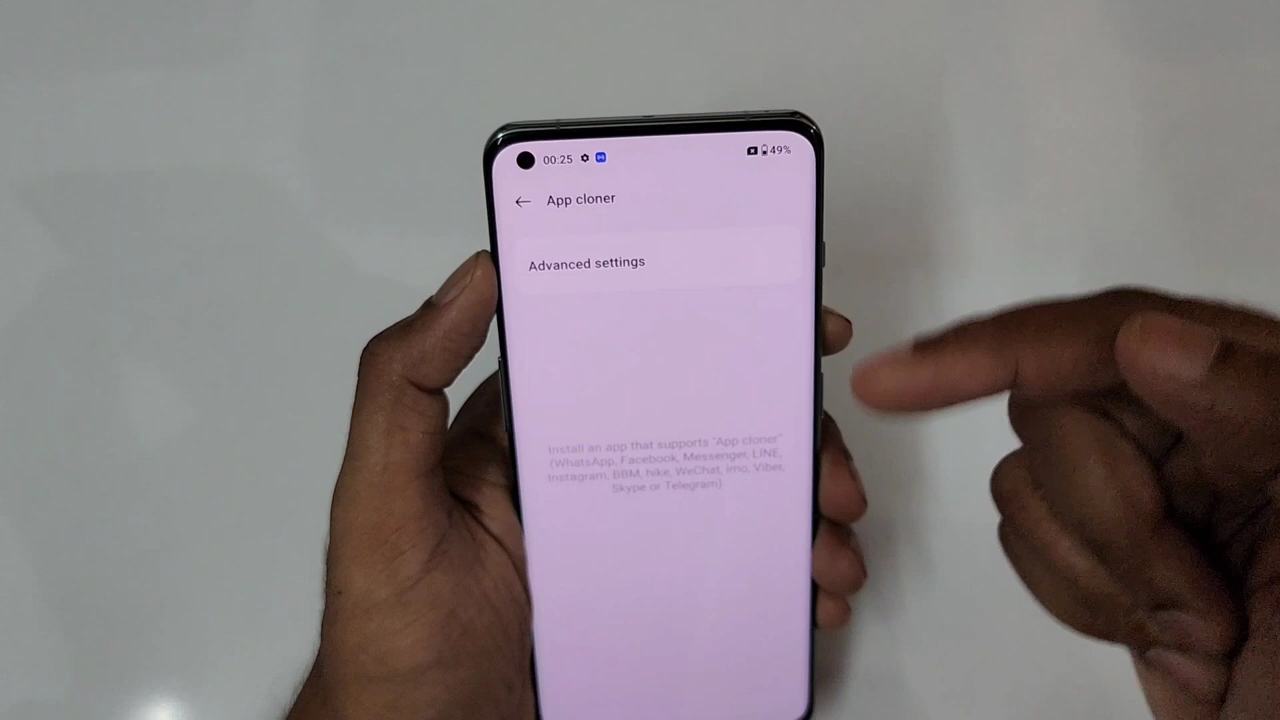 00:25 49%
App cloner
Advanced settings
Install an app that supports "App cloner"
(WhatsApp, Facebook, Messenger, LINE,
Instagram, BBM, hike, WeChat, imo, Viber,
Skype or Telegram)